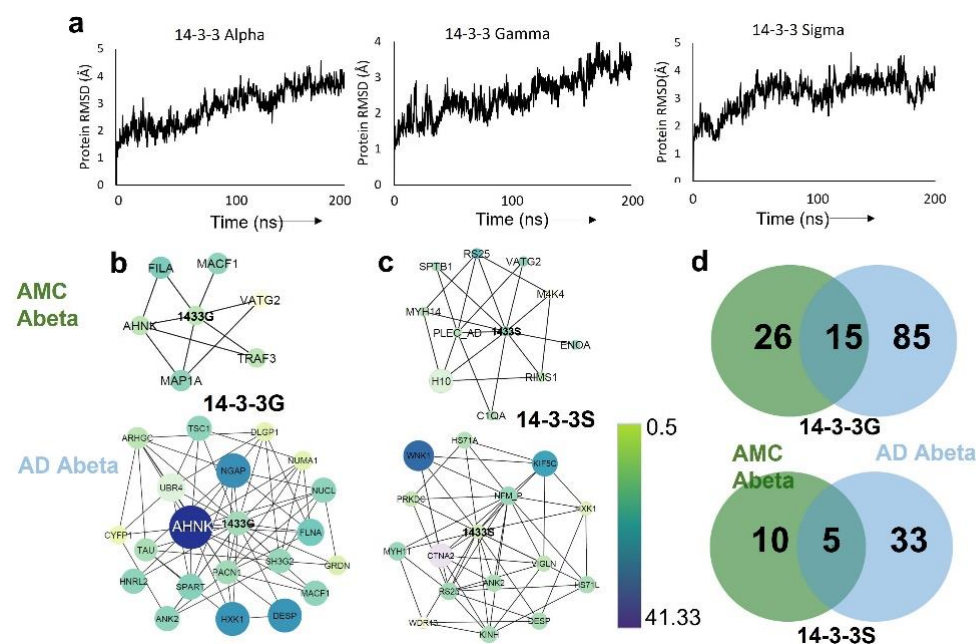 a
14-3-3 Alpha
14-3-3 Gamma
14-3-3 Sigma
Protein RMSD (Å)
5
4
3
2
1
0
0
100
200
Time (ns)
Protein RMSD (Å)
4
3
2
1
0
0
100
200
Time (ns)
Protein RMSD(Å)
5
4
3
2
1
0
0
100
200
Time (ns)
AMC
Abeta
b
FILA
MACF1
VATG2
1433G
AHNK
TRAF3
MAP1A
14-3-3G
c
RS25
SPTB1
VATG2
M4K4
MYH14
PLEC_AD
1433S
ENOA
H10
RIMS1
C1QA
14-3-3S
AD Abeta
TSC1
ARHGC
DLGP1
NGAP
NUMA1
UBR4
NUCL
AHNK
1433G
CYFP1
FLNA
TAU
SH3G2
GRDN
PACN1
HNRL2
SPART
MACF1
ANK2
HXK1
DESP
HS71A
WNK1
KIF5C
NFM_P
PRKDC
1433S
MYH11
CTNA2
VIGLN
ANK2
HS71L
WDR13
DESP
KINH
0.5
41.33
d
26
15
85
14-3-3G
AMC
Abeta
AD Abeta
10
5
33
14-3-3S